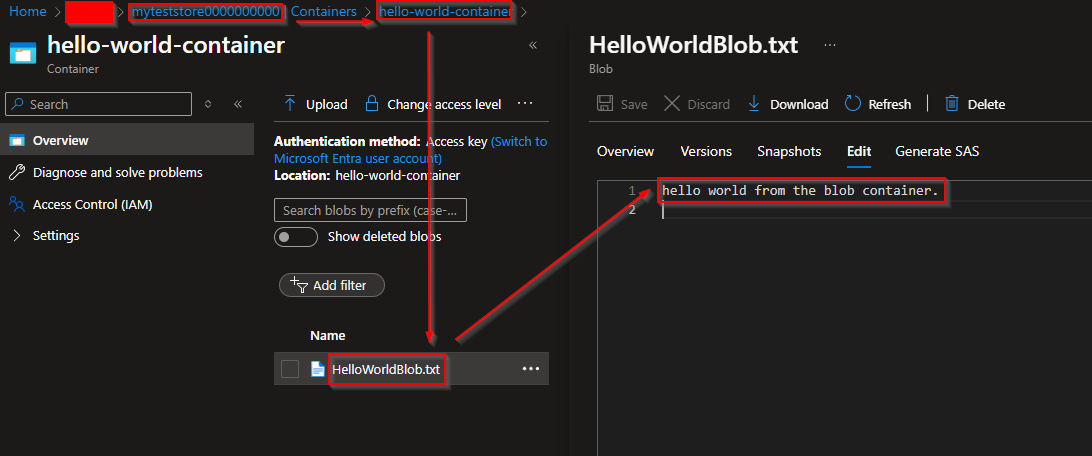 Home > myteststore0000000001 | Containers > hello-world-container >
hello-world-container
Container
Search
Overview
Diagnose and solve problems
Access Control (IAM)
Settings
Upload Change access level ...
Authentication method: Access key (Switch to
Microsoft Entra user account)
Location: hello-world-container
Search blobs by prefix (case-...
Show deleted blobs
Add filter
Name
HelloWorldBlob.txt ...
HelloWorldBlob.txt ...
Blob
Save Discard Download Refresh Delete
Overview Versions Snapshots Edit Generate SAS
1 hello world from the blob container.
2